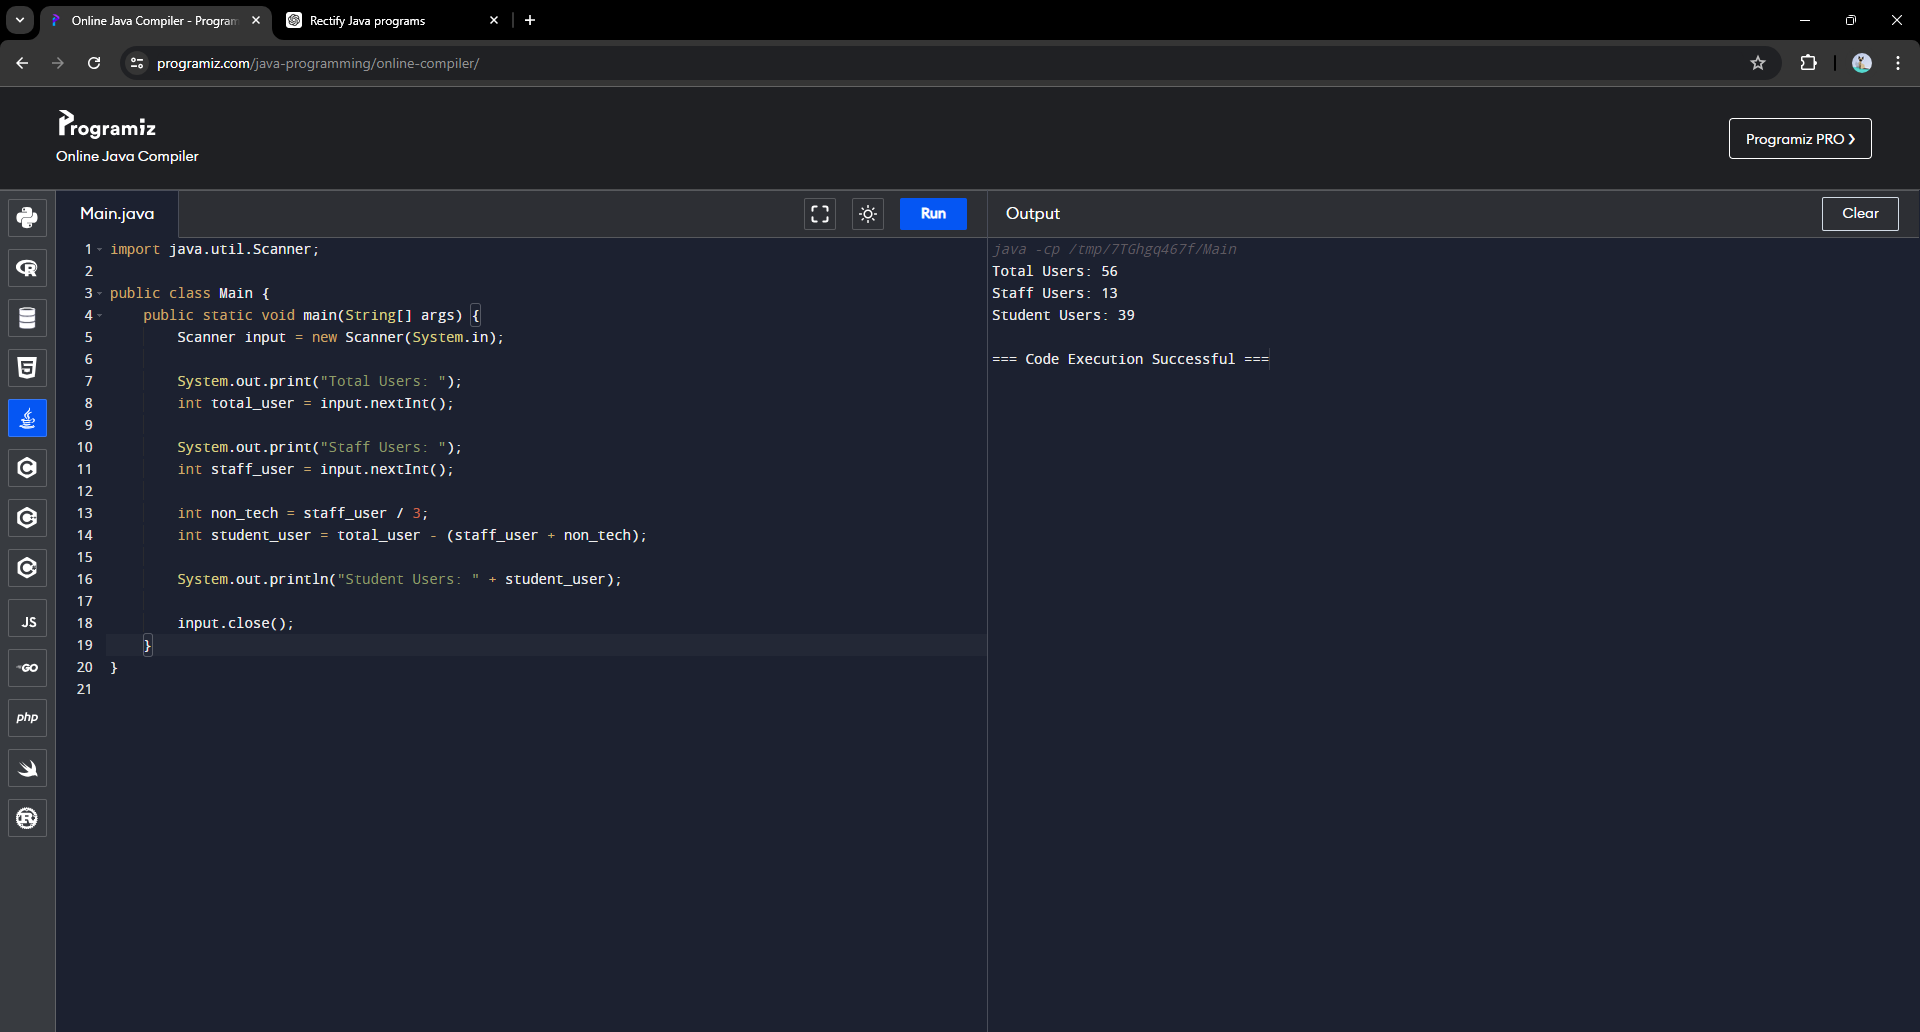 Online Java Compiler - Program
Rectify Java programs
programiz.com/java-programming/online-compiler/
Programiz
Online Java Compiler
Programiz PRO ❯
Main.java
Run
Output
Clear
1 import java.util.Scanner;
2
3 public class Main {
4     public static void main(String[] args) {
5         Scanner input = new Scanner(System.in);
6
7         System.out.print("Total Users: ");
8         int total_user = input.nextInt();
9
10         System.out.print("Staff Users: ");
11         int staff_user = input.nextInt();
12
13         int non_tech = staff_user / 3;
14         int student_user = total_user - (staff_user + non_tech);
15
16         System.out.println("Student Users: " + student_user);
17
18         input.close();
19     }
20 }
21
java -cp /tmp/7TGhgq467f/Main
Total Users: 56
Staff Users: 13
Student Users: 39
=== Code Execution Successful ===
R
5
C
C
C
JS
GO
php
R